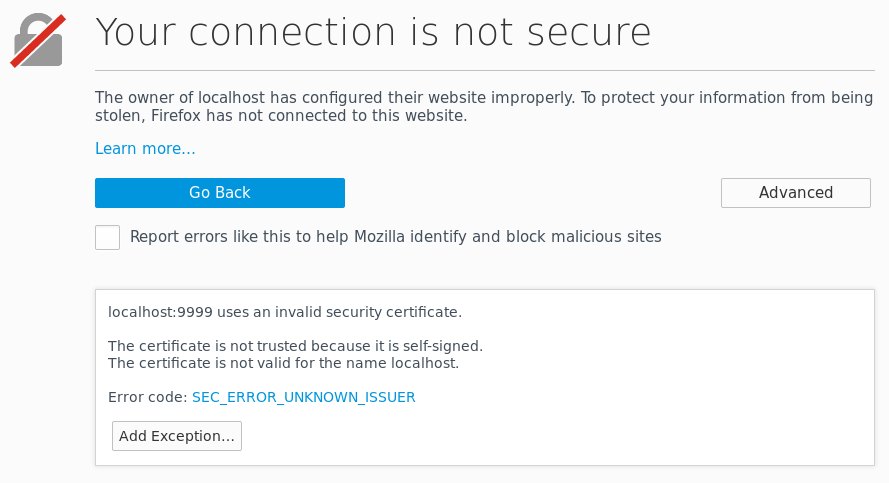 Your connection is not secure
The owner of localhost has configured their website improperly. To protect your information from being
stolen, Firefox has not connected to this website.
Learn more...
Go Back
Advanced
Report errors like this to help Mozilla identify and block malicious sites
localhost:9999 uses an invalid security certificate.
The certificate is not trusted because it is self-signed.
The certificate is not valid for the name localhost.
Error code: SEC_ERROR_UNKNOWN_ISSUER
Add Exception...